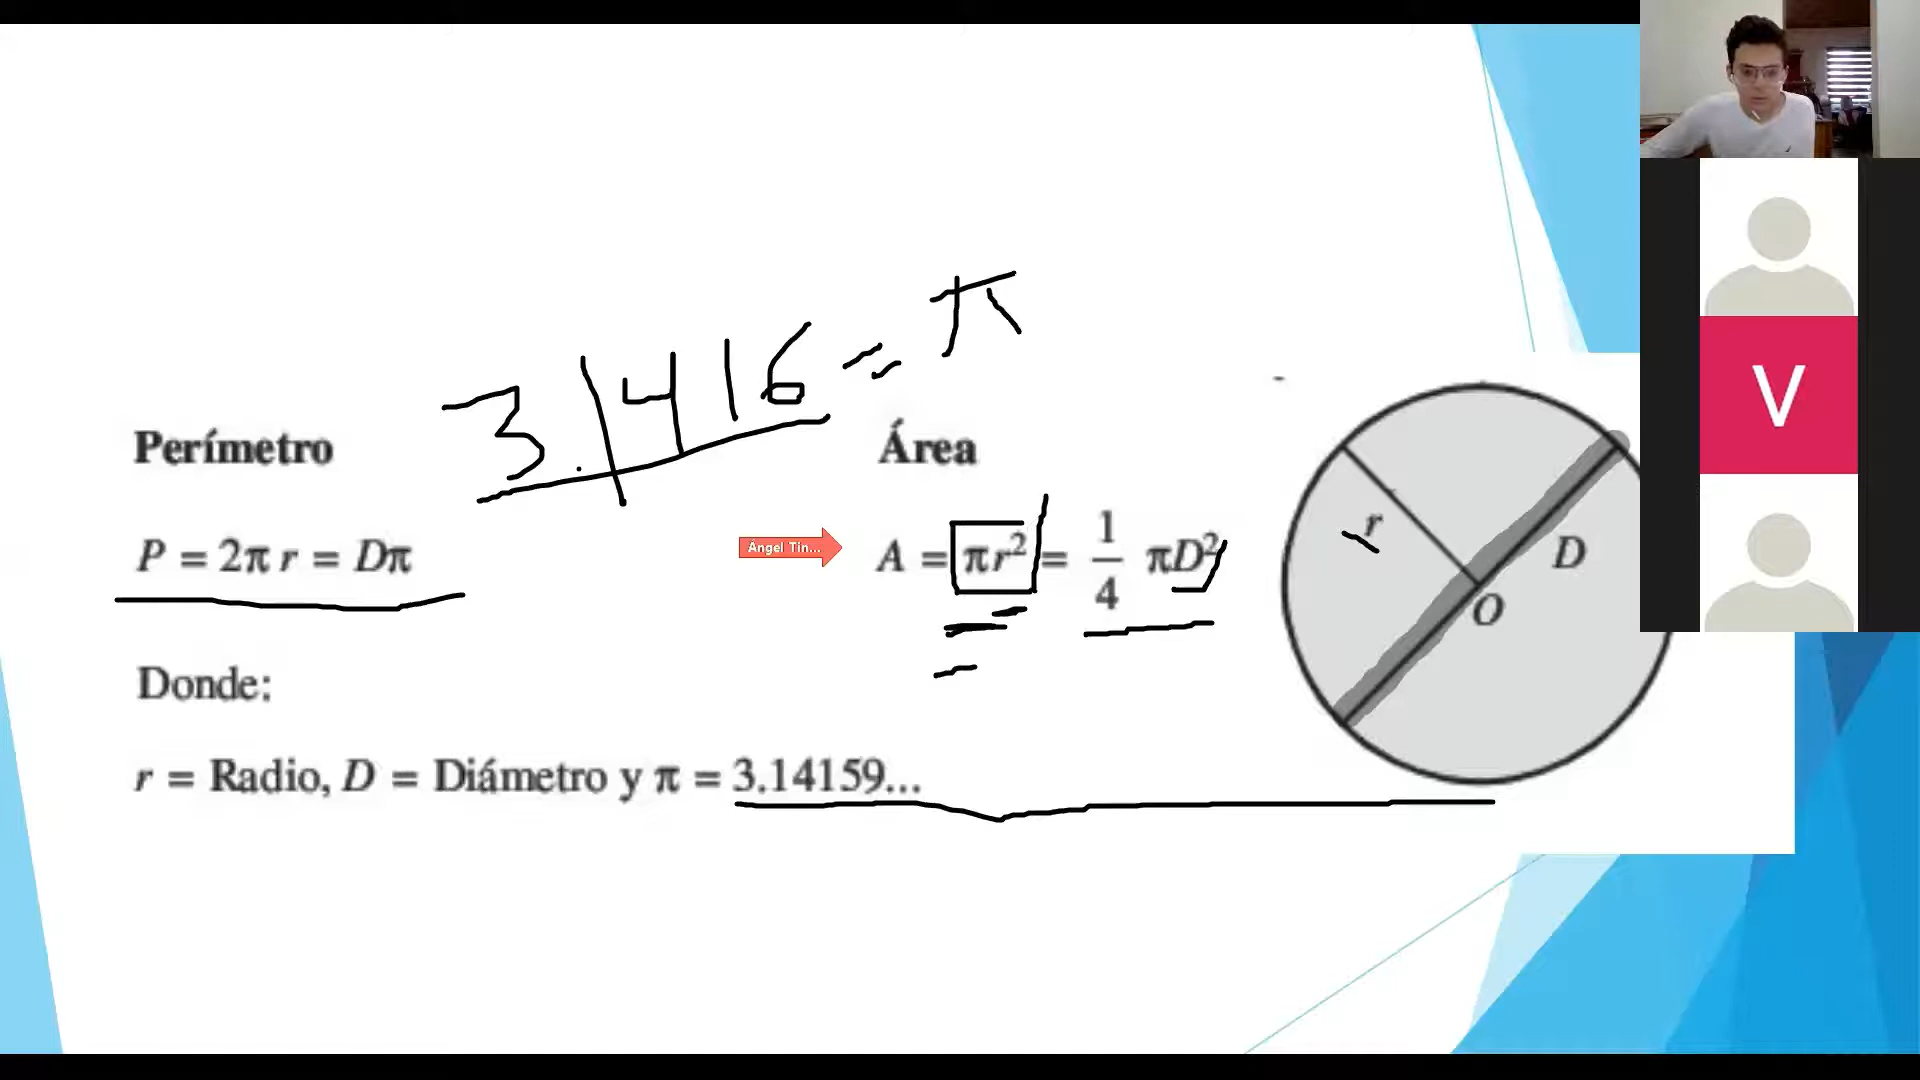 3.1416 = π
Perímetro
Área
P = 2π r = Dπ
Ángel Tin...
A = πr² = 1/4 πD²
r
D
O
Donde:
r = Radio, D = Diámetro y π = 3.14159...
V